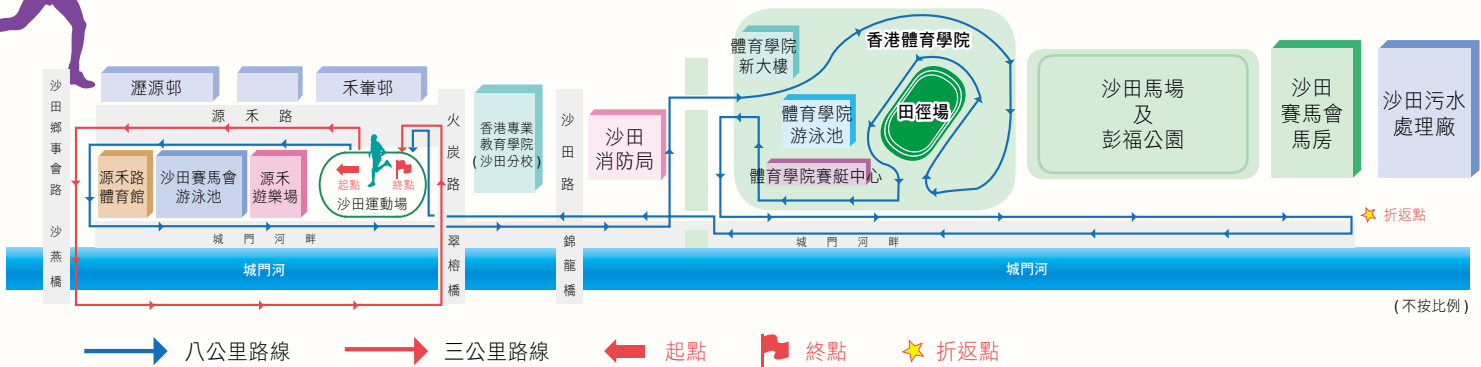 沙田鄉事會路
沙燕橋
瀝源邨
禾輋邨
源禾路
源禾路
體育館
沙田賽馬會
游泳池
源禾
遊樂場
起點
終點
沙田運動場
火炭路
翠榕橋
香港專業
教育學院
(沙田分校)
沙田路
錦龍橋
沙田
消防局
體育學院
新大樓
香港體育學院
體育學院
游泳池
田徑場
體育學院賽艇中心
沙田馬場
及
彭福公園
沙田
賽馬會
馬房
沙田污水
處理廠
折返點
城門河畔
城門河畔
城門河
城門河
(不按比例)
八公里路線
三公里路線
起點
終點
折返點